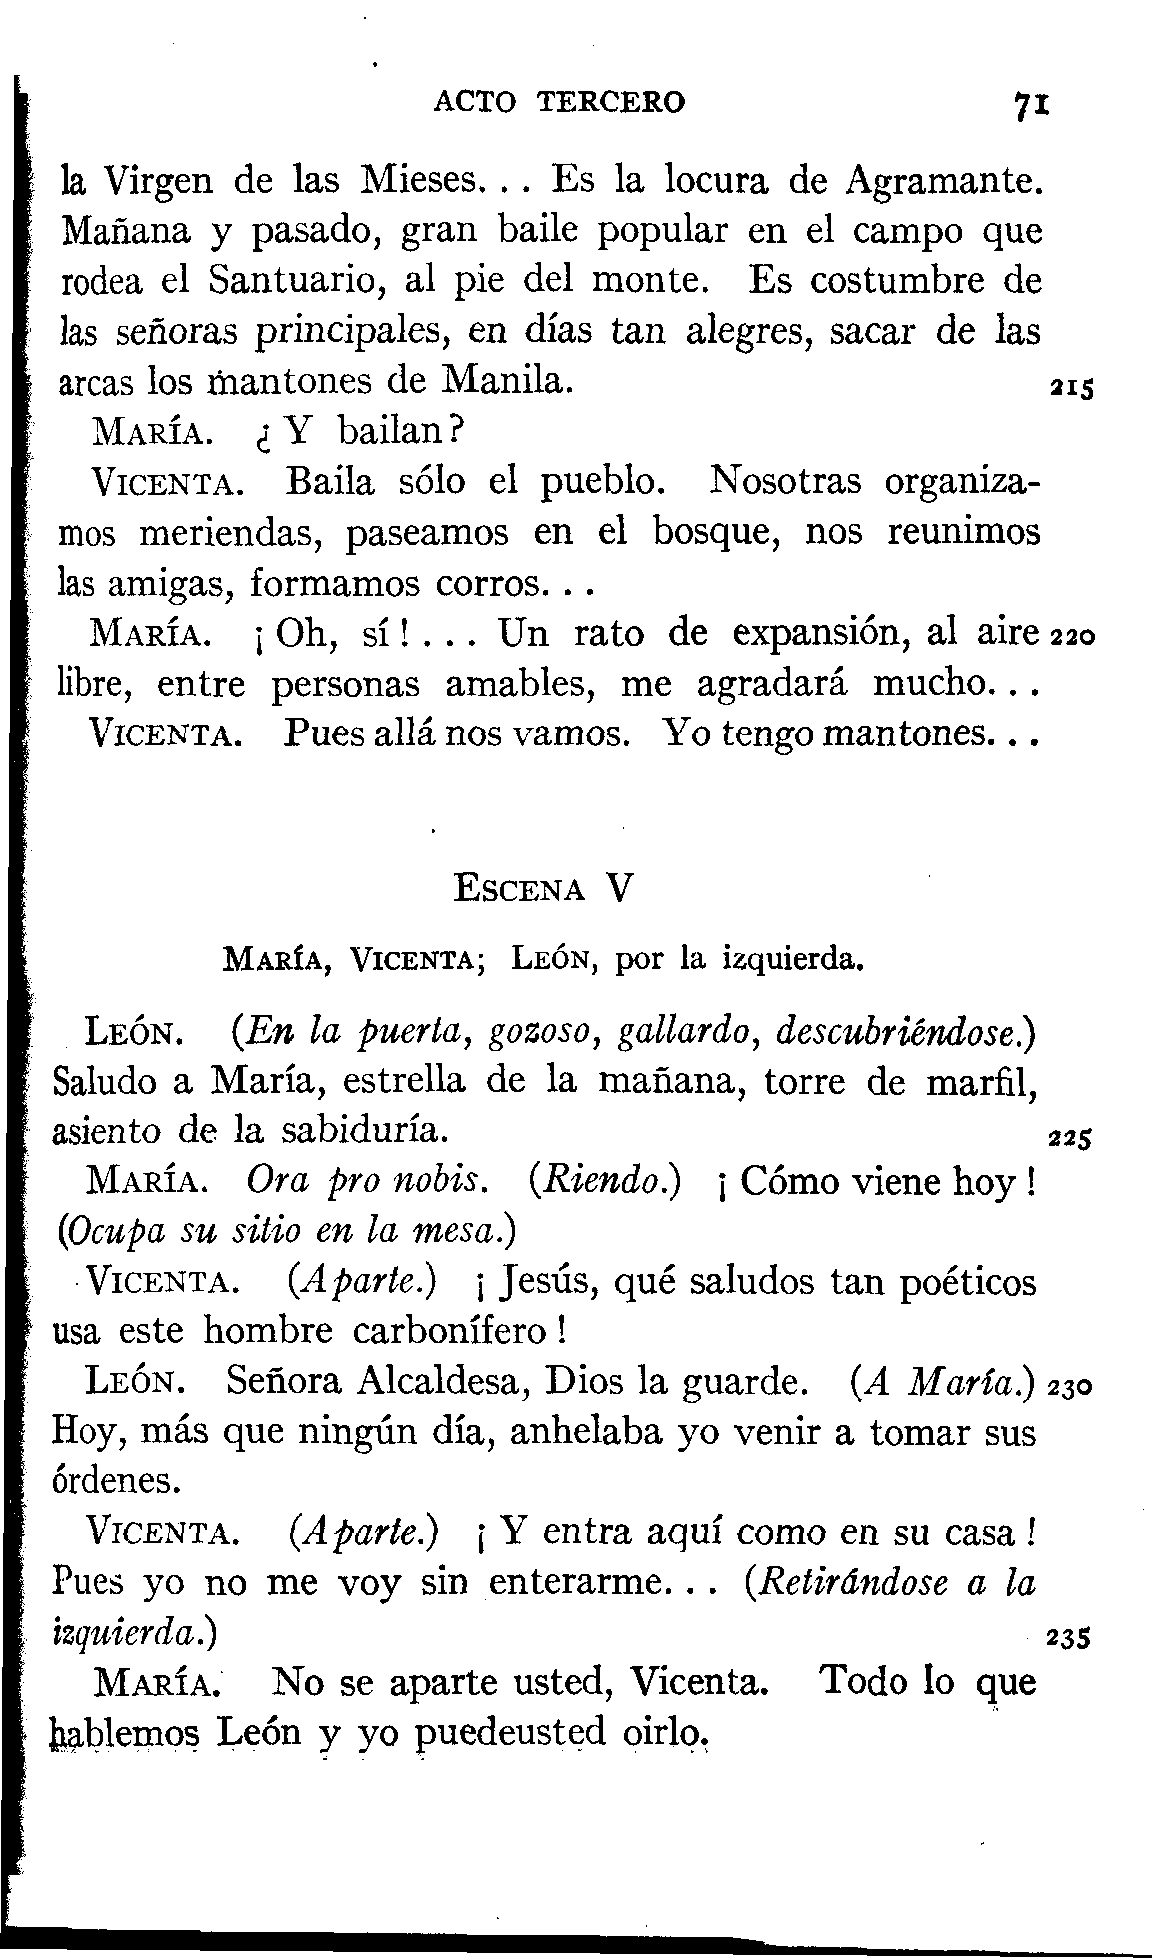 ACTO TERCERO 71
la Virgen de las Mieses. . . Es la locura de Agramante.
Mañana y pasado, gran baile popular en el campo que
rodea el Santuario, al pie del monte. Es costumbre de
las señoras principales, en días tan alegres, sacar de las
arcas los mantones de Manila. 215
MARÍA. ¿ Y bailan?
VICENTA. Baila sólo el pueblo. Nosotras organiza-
mos meriendas, paseamos en el bosque, nos reunimos
las amigas, formamos corros. . .
MARÍA. ¡ Oh, sí ! . . . Un rato de expansión, al aire 220
libre, entre personas amables, me agradará mucho. . .
VICENTA. Pues allá nos vamos. Yo tengo mantones. . .
ESCENA V
MARÍA, VICENTA; LEÓN, por la izquierda.
LEÓN. (En la puerta, gozoso, gallardo, descubriéndose.)
Saludo a María, estrella de la mañana, torre de marfil,
asiento de la sabiduría. 225
MARÍA. Ora pro nobis. (Riendo.) ¡ Cómo viene hoy !
(Ocupa su sitio en la mesa.)
VICENTA. (Aparte.) ¡ Jesús, qué saludos tan poéticos
usa este hombre carbonífero !
LEÓN. Señora Alcaldesa, Dios la guarde. (A María.) 230
Hoy, más que ningún día, anhelaba yo venir a tomar sus
órdenes.
VICENTA. (Aparte.) ¡ Y entra aquí como en su casa !
Pues yo no me voy sin enterarme. . . (Retirándose a la
izquierda.) 235
MARÍA. No se aparte usted, Vicenta. Todo lo que
hablemos León y yo puedeusted oirlo.